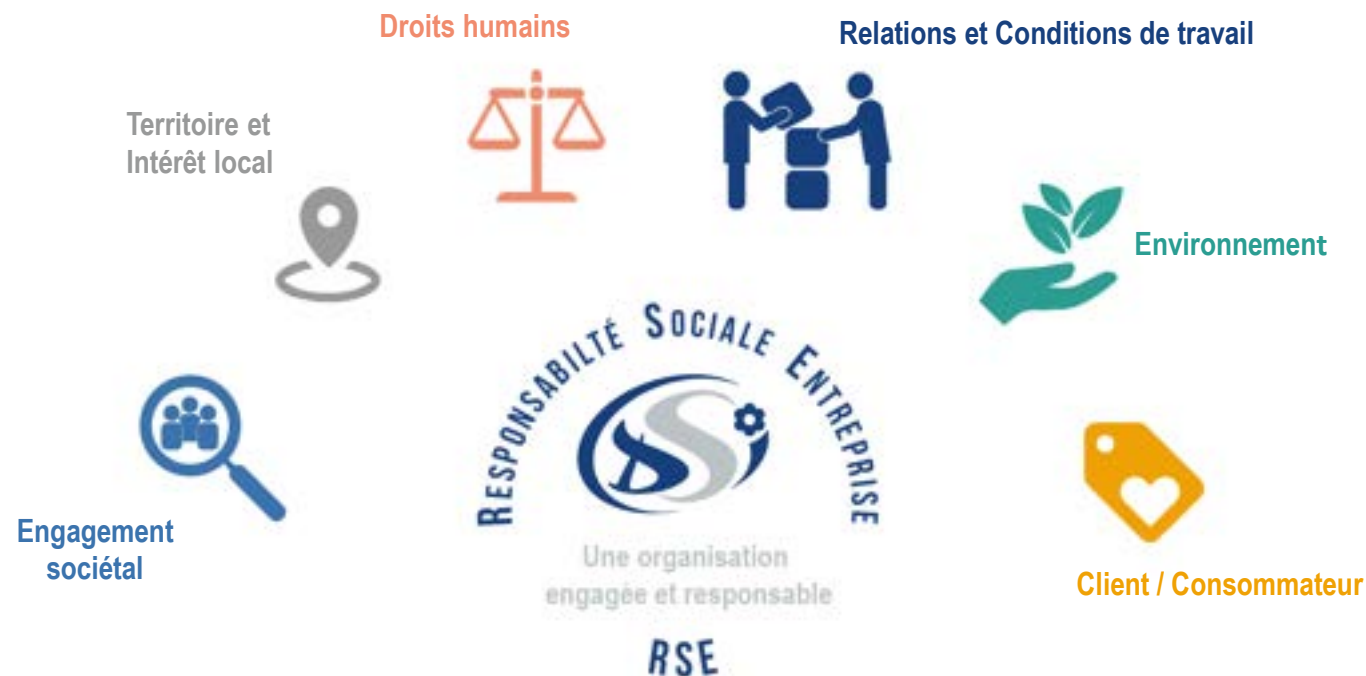 Droits humains
Relations et Conditions de travail
Territoire et
Intérêt local
Environnement
RESPONSABILTÉ SOCIALE ENTREPRISE
Engagement
sociétal
Une organisation
engagée et responsable
Client / Consommateur
RSE